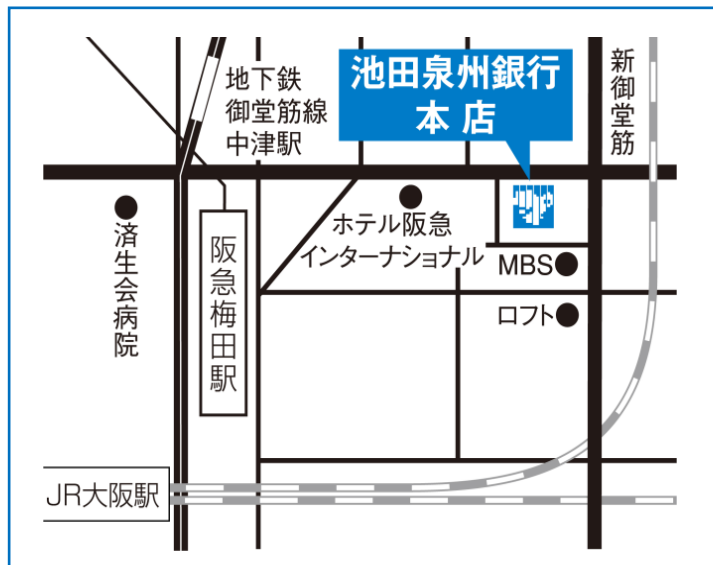 地下鉄
御堂筋線
中津駅
池田泉州銀行
本店
新御堂筋
済生会病院
阪急梅田駅
ホテル阪急
インターナショナル
MBS
ロフト
JR大阪駅